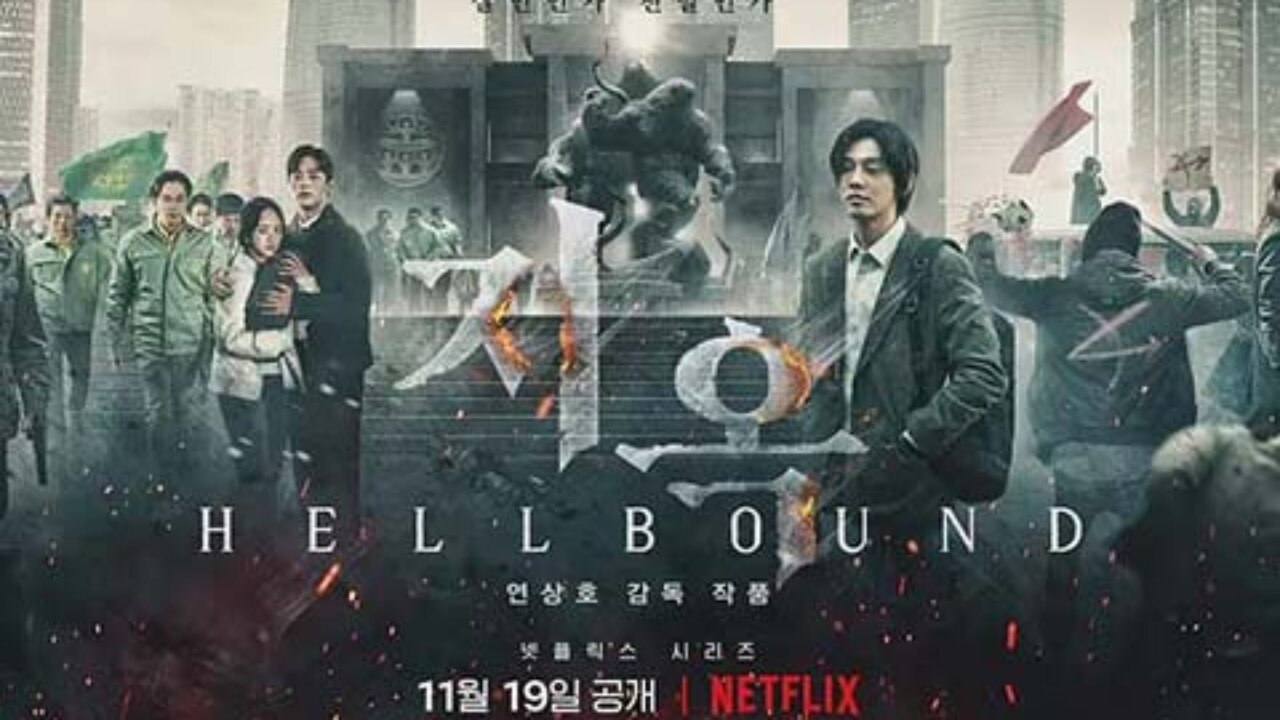 지옥
HELLBOUND
연상호 감독 작품
넷플릭스 시리즈
11월 19일 공개 | NETFLIX